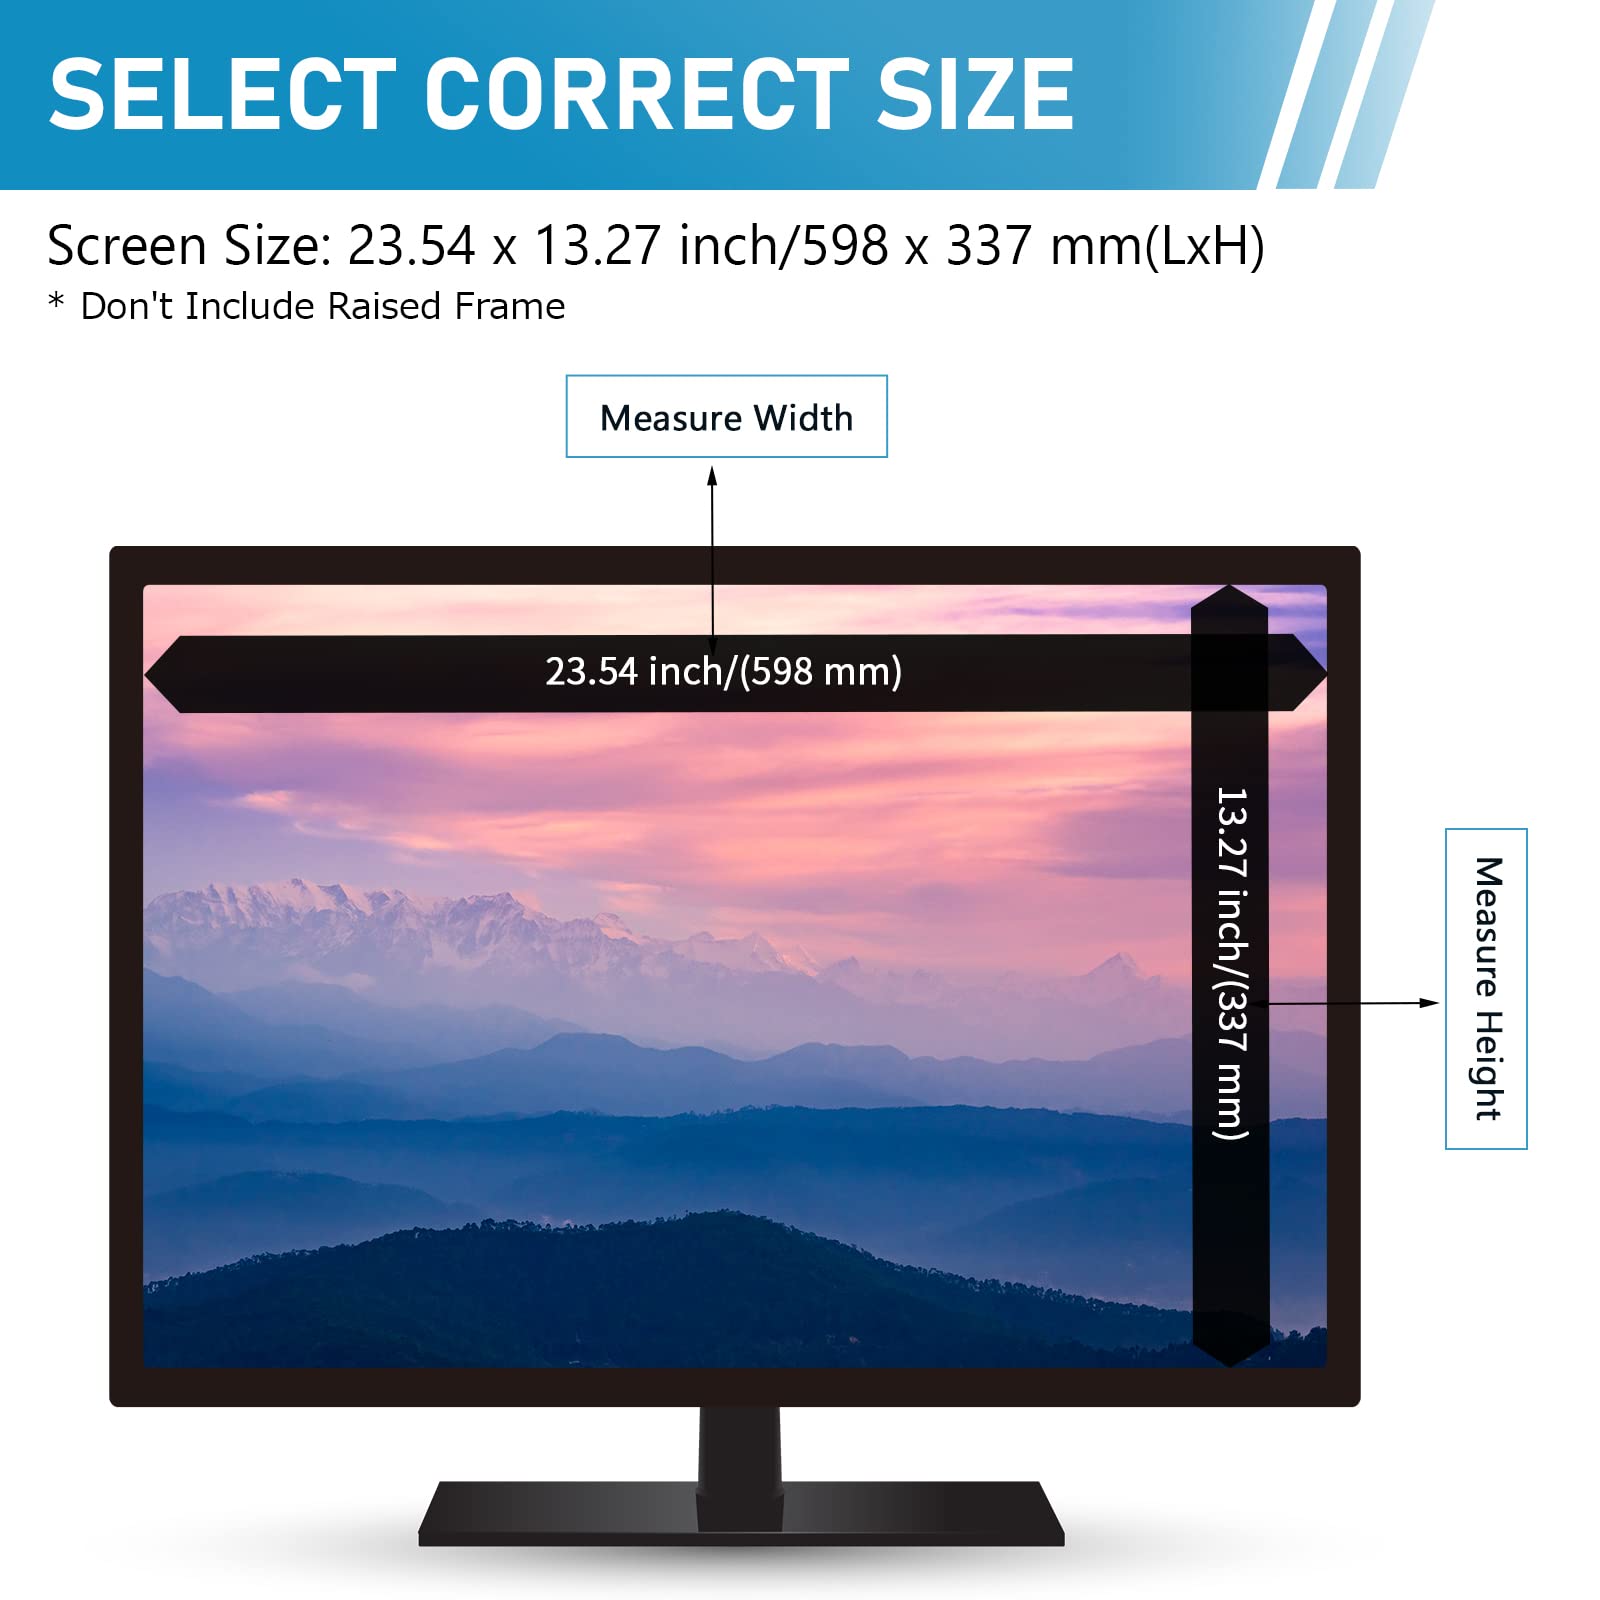 SELECT CORRECT SIZE
Screen Size: 23.54 x 13.27 inch/598 x 337 mm(LxH)
* Don't Include Raised Frame
Measure Width
23.54 inch/(598 mm)
13.27 inch/(337 mm)
Measure Height